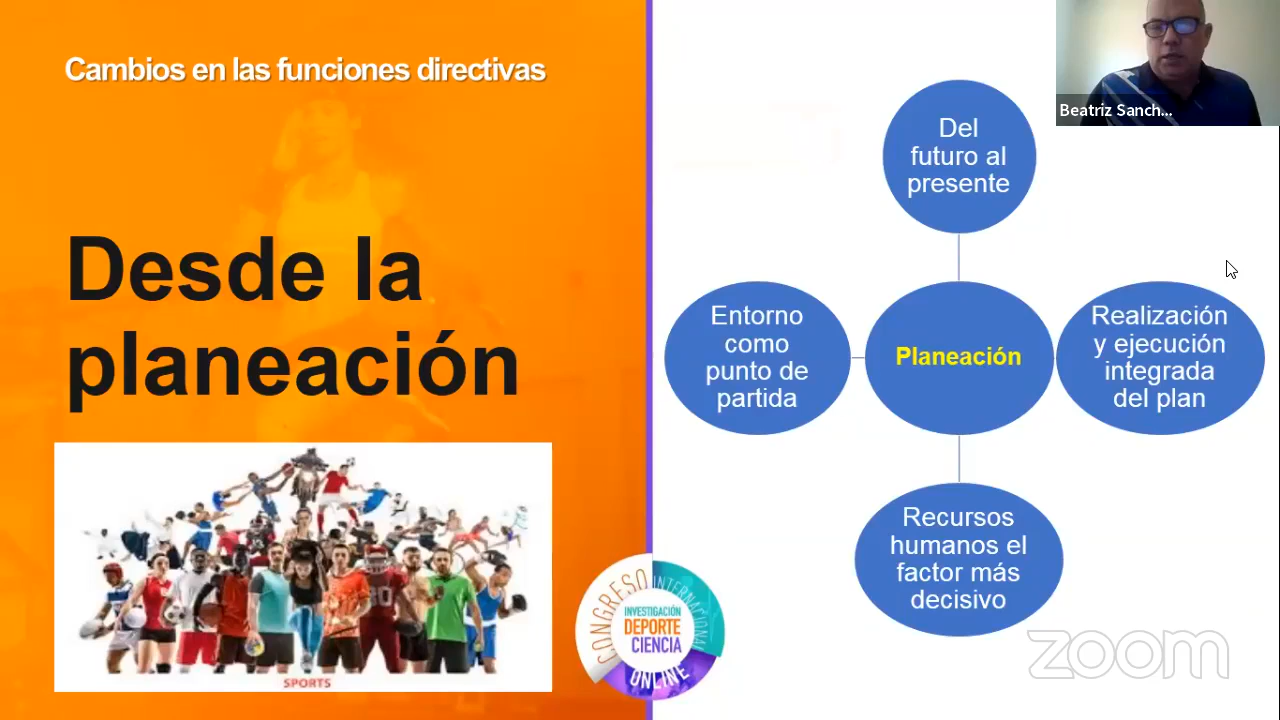 Cambios en las funciones directivas
Desde la
planeación
SPORTS
CONGRESO INTERNACIONAL
INVESTIGACIÓN
DEPORTE
CIENCIA
ONLINE
Del
futuro al
presente
Entorno
como
punto de
partida
Planeación
Realización
y ejecución
integrada
del plan
Recursos
humanos el
factor más
decisivo
Beatriz Sanch...
zoom